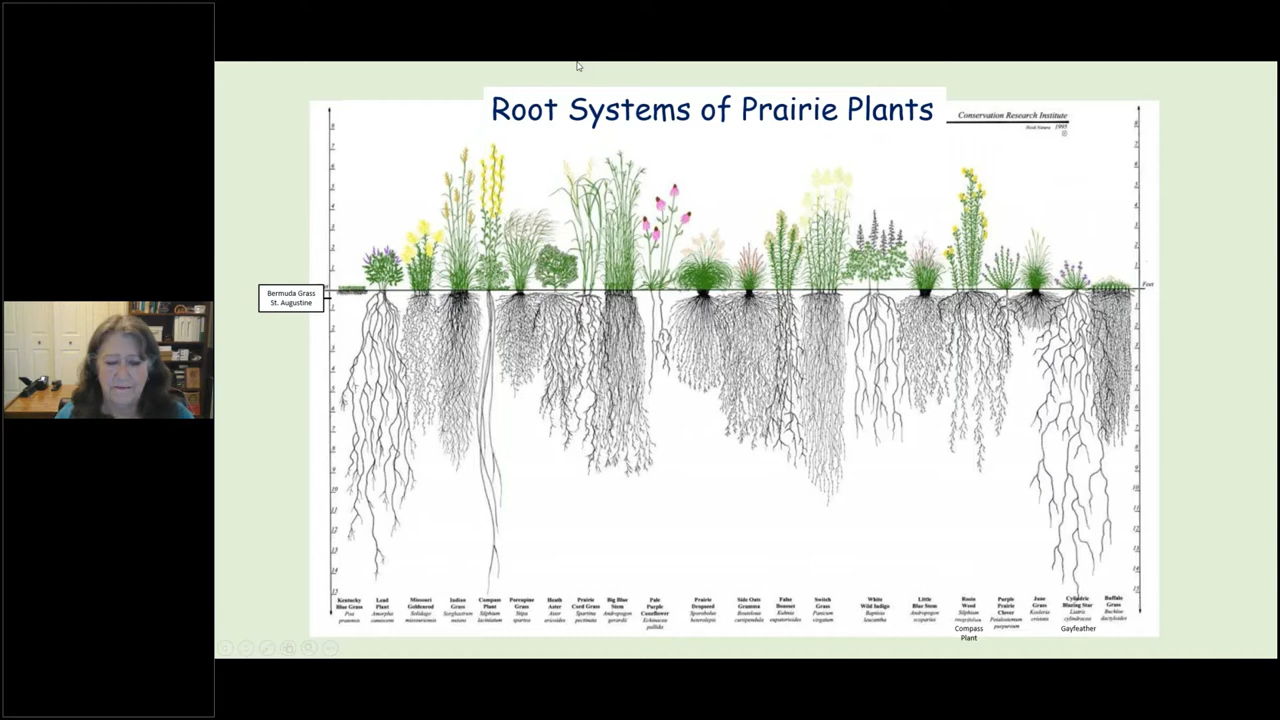 Root Systems of Prairie Plants
Conservation Research Institute
Heidi Natura 1995
Bermuda Grass
St. Augustine
Feet
Kentucky
Blue Grass
Poa
pratensis
Lead
Plant
Amorpha
canescens
Missouri
Goldenrod
Solidago
missouriensis
Indian
Grass
Sorghastrum
nutans
Compass
Plant
Silphium
laciniatum
Porcupine
Grass
Stipa
spartea
Heath
Aster
Aster
ericoides
Prairie
Cord Grass
Spartina
pectinata
Big Blue
Stem
Andropogon
gerardii
Pale
Purple
Coneflower
Echinacea
pallida
Prairie
Dropseed
Sporobolus
heterolepis
Side Oats
Gramma
Bouteloua
curtipendula
False
Boneset
Kuhnia
eupatorioides
Switch
Grass
Panicum
virgatum
White
Wild Indigo
Baptisia
leucantha
Little
Blue Stem
Andropogon
scoparius
Rosin
Weed
Silphium
integrifolium
Compass
Plant
Purple
Prairie
Clover
Petalostemum
purpureum
June
Grass
Koeleria
cristata
Cylindric
Blazing Star
Liatris
cylindracea
Gayfeather
Buffalo
Grass
Buchloe
dactyloides